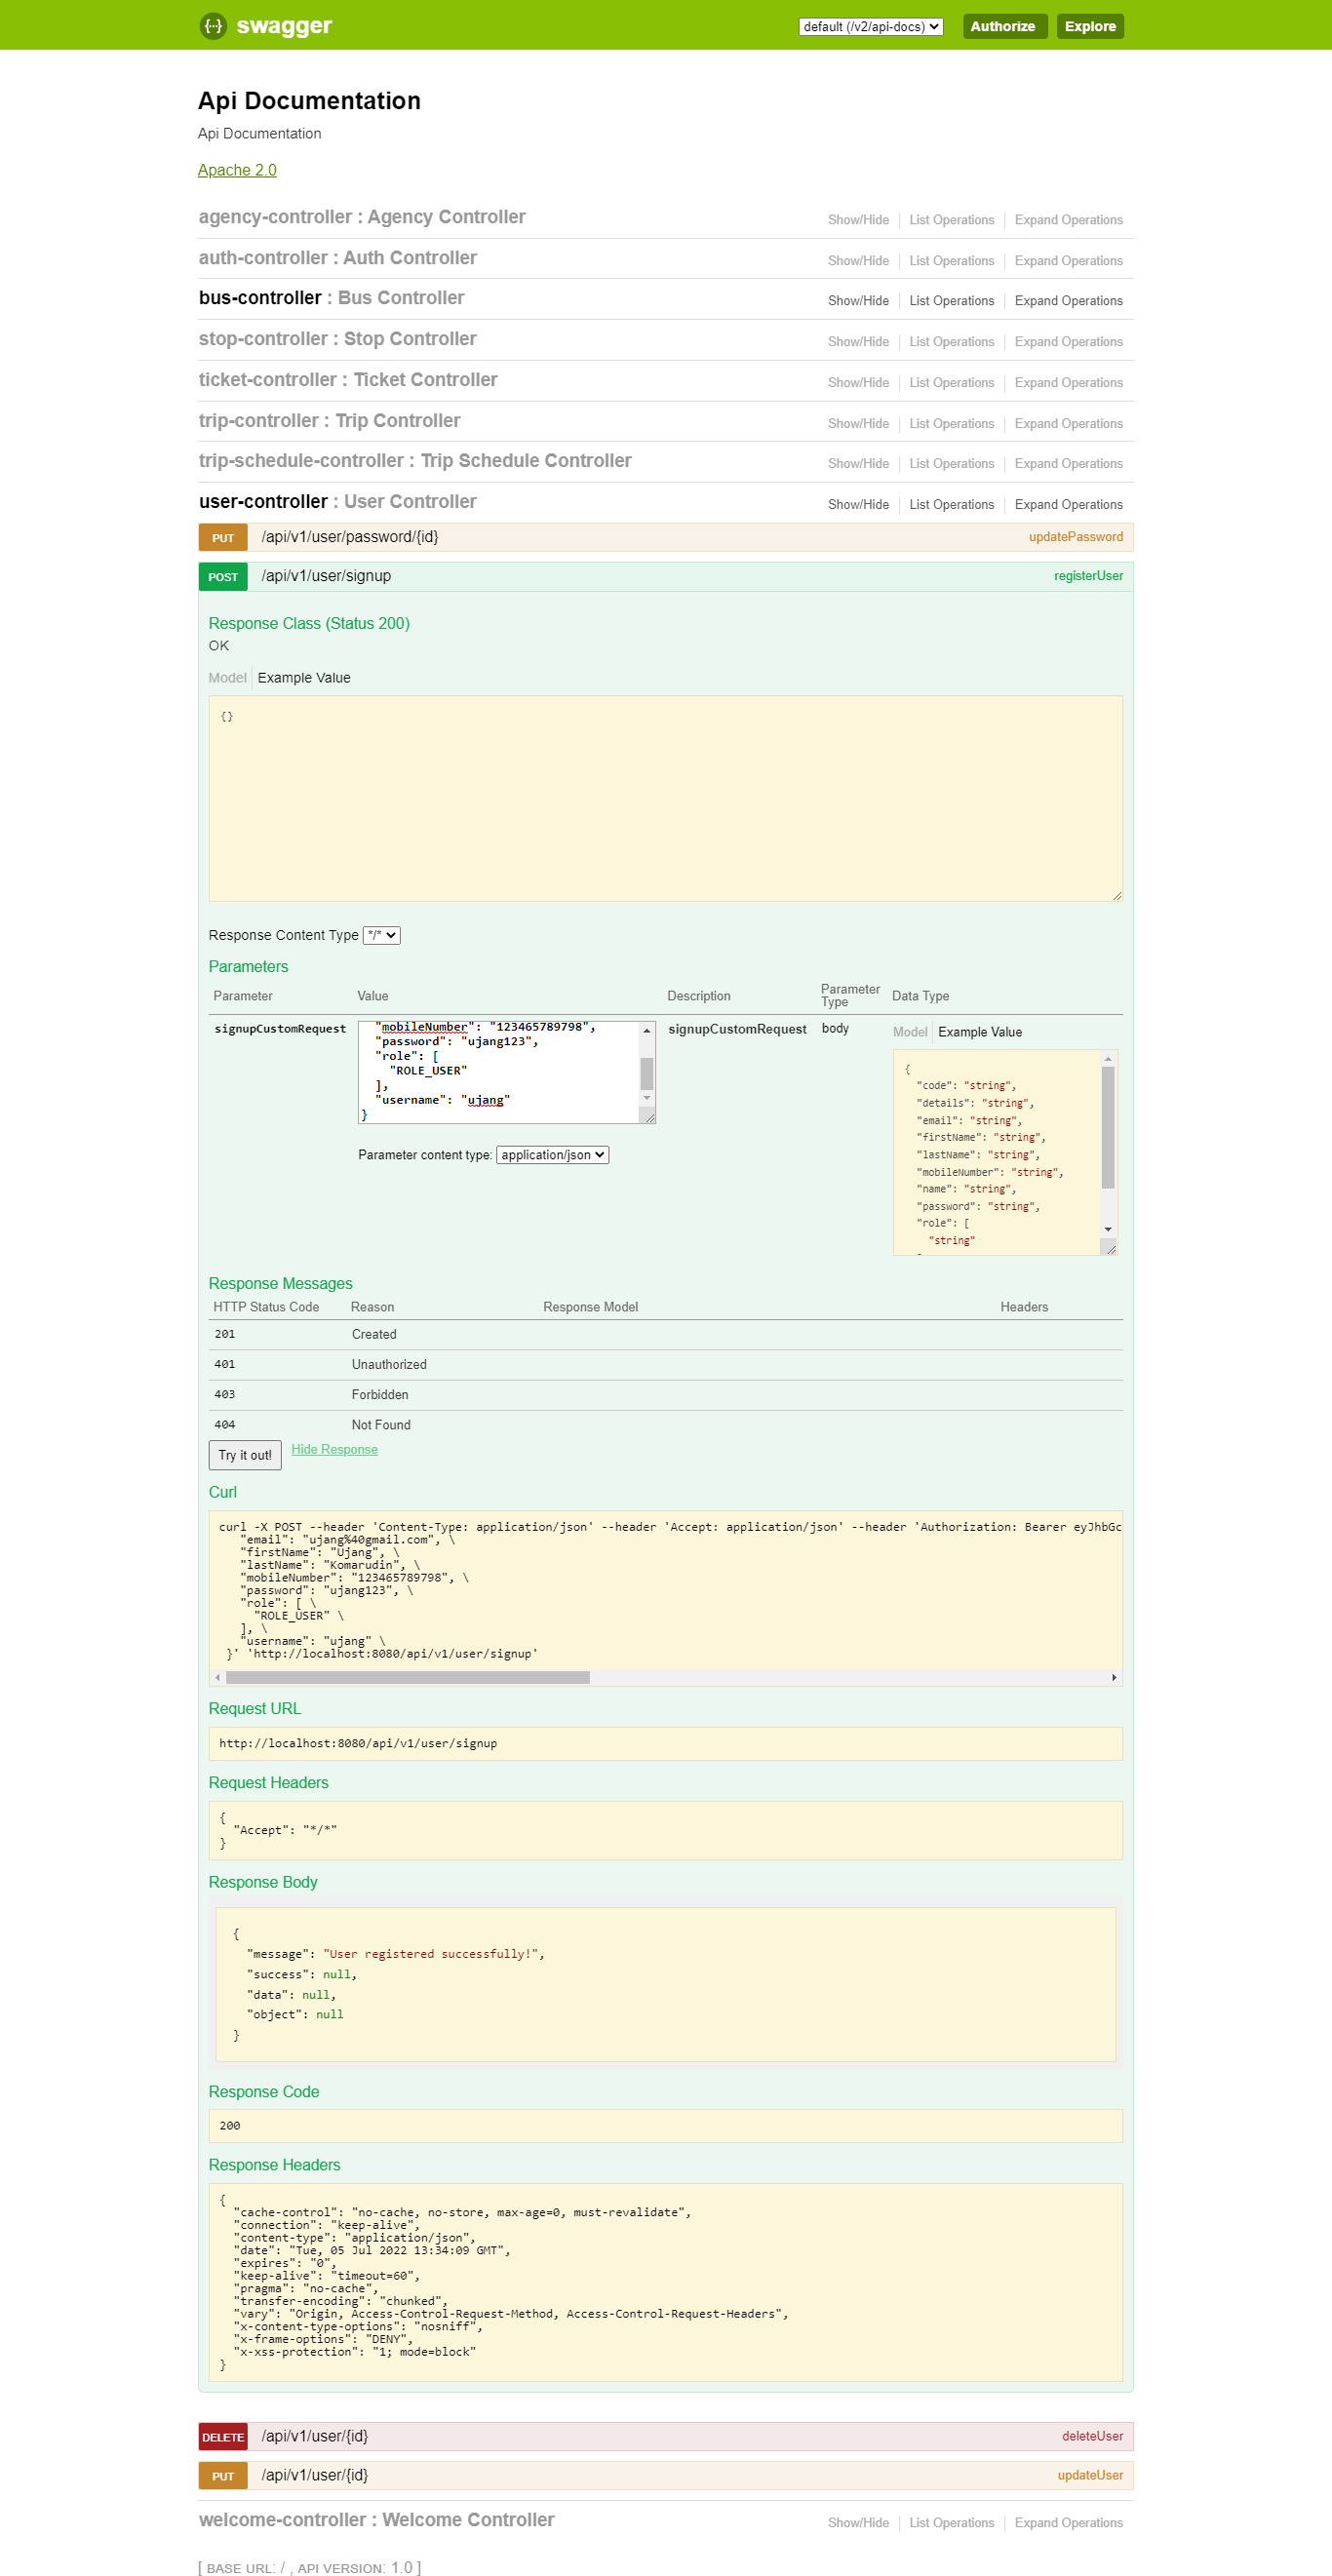 {···} swagger default (/v2/api-docs) Authorize Explore
Api Documentation
Api Documentation
Apache 2.0
agency-controller : Agency Controller Show/Hide List Operations Expand Operations
auth-controller : Auth Controller Show/Hide List Operations Expand Operations
bus-controller : Bus Controller Show/Hide List Operations Expand Operations
stop-controller : Stop Controller Show/Hide List Operations Expand Operations
ticket-controller : Ticket Controller Show/Hide List Operations Expand Operations
trip-controller : Trip Controller Show/Hide List Operations Expand Operations
trip-schedule-controller : Trip Schedule Controller Show/Hide List Operations Expand Operations
user-controller : User Controller Show/Hide List Operations Expand Operations
PUT /api/v1/user/password/{id} updatePassword
POST /api/v1/user/signup registerUser
Response Class (Status 200)
OK
Model Example Value
{}
Response Content Type */*
Parameters
Parameter Value Description Parameter Type Data Type
signupCustomRequest
"mobileNumber": "123465789798",
"password": "ujang123",
"role": [
"ROLE_USER"
],
"username": "ujang"
}
Parameter content type: application/json
signupCustomRequest body
Model Example Value
{
"code": "string",
"details": "string",
"email": "string",
"firstName": "string",
"lastName": "string",
"mobileNumber": "string",
"name": "string",
"password": "string",
"role": [
"string"
Response Messages
HTTP Status Code Reason Response Model Headers
201 Created
401 Unauthorized
403 Forbidden
404 Not Found
Try it out! Hide Response
Curl
curl -X POST --header 'Content-Type: application/json' --header 'Accept: application/json' --header 'Authorization: Bearer eyJhbGc
"email": "ujang%40gmail.com", \
"firstName": "Ujang", \
"lastName": "Komarudin", \
"mobileNumber": "123465789798", \
"password": "ujang123", \
"role": [ \
"ROLE_USER" \
], \
"username": "ujang" \
}' 'http://localhost:8080/api/v1/user/signup'
Request URL
http://localhost:8080/api/v1/user/signup
Request Headers
{
"Accept": "*/*"
}
Response Body
{
"message": "User registered successfully!",
"success": null,
"data": null,
"object": null
}
Response Code
200
Response Headers
{
"cache-control": "no-cache, no-store, max-age=0, must-revalidate",
"connection": "keep-alive",
"content-type": "application/json",
"date": "Tue, 05 Jul 2022 13:34:09 GMT",
"expires": "0",
"keep-alive": "timeout=60",
"pragma": "no-cache",
"transfer-encoding": "chunked",
"vary": "Origin, Access-Control-Request-Method, Access-Control-Request-Headers",
"x-content-type-options": "nosniff",
"x-frame-options": "DENY",
"x-xss-protection": "1; mode=block"
}
DELETE /api/v1/user/{id} deleteUser
PUT /api/v1/user/{id} updateUser
welcome-controller : Welcome Controller Show/Hide List Operations Expand Operations
[ BASE URL: / , API VERSION: 1.0 ]